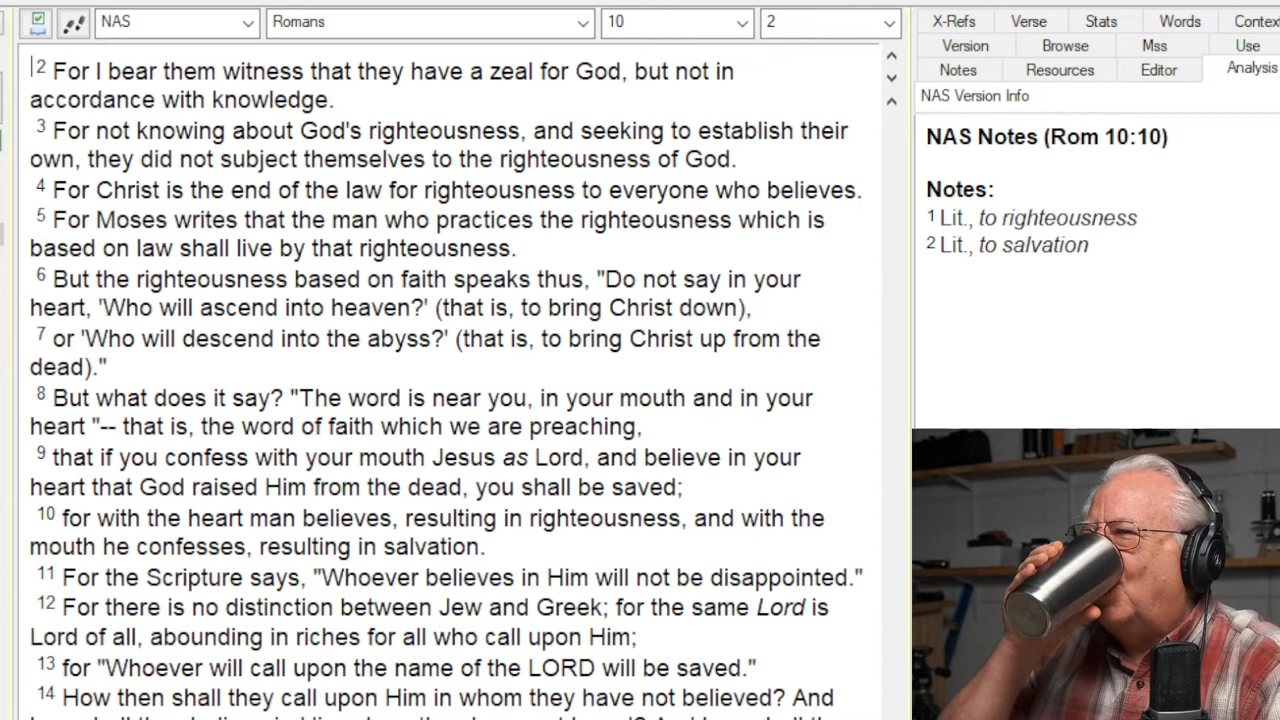 NAS Romans 10 2
X-Refs Verse Stats Words
Version Browse Mss Use
Notes Resources Editor Analysis
NAS Version Info
2 For I bear them witness that they have a zeal for God, but not in
accordance with knowledge.
3 For not knowing about God's righteousness, and seeking to establish their
own, they did not subject themselves to the righteousness of God.
4 For Christ is the end of the law for righteousness to everyone who believes.
5 For Moses writes that the man who practices the righteousness which is
based on law shall live by that righteousness.
6 But the righteousness based on faith speaks thus, "Do not say in your
heart, 'Who will ascend into heaven?' (that is, to bring Christ down),
7 or 'Who will descend into the abyss?' (that is, to bring Christ up from the
dead)."
8 But what does it say? "The word is near you, in your mouth and in your
heart "-- that is, the word of faith which we are preaching,
9 that if you confess with your mouth Jesus as Lord, and believe in your
heart that God raised Him from the dead, you shall be saved;
10 for with the heart man believes, resulting in righteousness, and with the
mouth he confesses, resulting in salvation.
11 For the Scripture says, "Whoever believes in Him will not be disappointed."
12 For there is no distinction between Jew and Greek; for the same Lord is
Lord of all, abounding in riches for all who call upon Him;
13 for "Whoever will call upon the name of the LORD will be saved."
14 How then shall they call upon Him in whom they have not believed? And
NAS Notes (Rom 10:10)
Notes:
1 Lit., to righteousness
2 Lit., to salvation